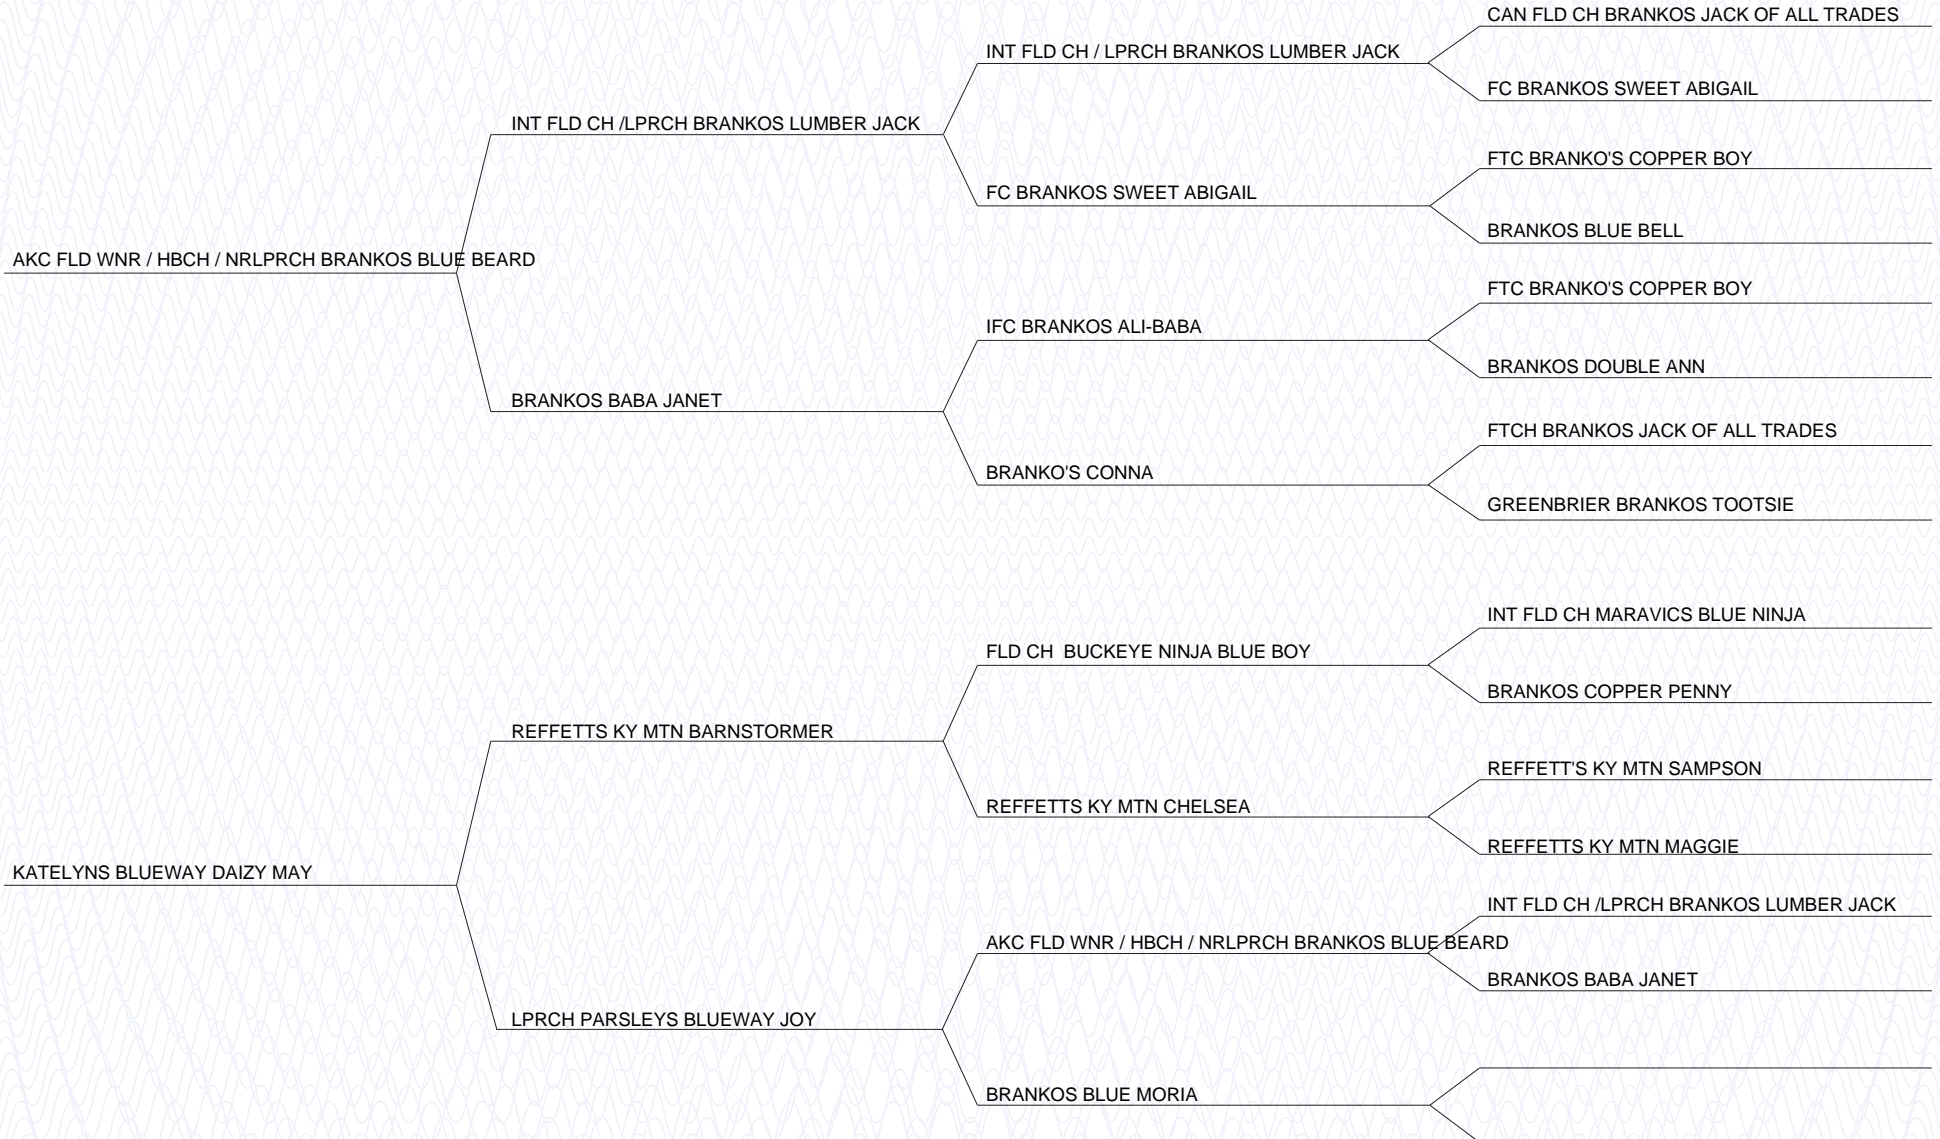 CAN FLD CH BRANKOS JACK OF ALL TRADES
INT FLD CH / LPRCH BRANKOS LUMBER JACK
FC BRANKOS SWEET ABIGAIL
INT FLD CH /LPRCH BRANKOS LUMBER JACK
FTC BRANKO'S COPPER BOY
FC BRANKOS SWEET ABIGAIL
BRANKOS BLUE BELL
AKC FLD WNR / HBCH / NRLPRCH BRANKOS BLUE BEARD
FTC BRANKO'S COPPER BOY
IFC BRANKOS ALI-BABA
BRANKOS DOUBLE ANN
BRANKOS BABA JANET
FTCH BRANKOS JACK OF ALL TRADES
BRANKO'S CONNA
GREENBRIER BRANKOS TOOTSIE
INT FLD CH MARAVICS BLUE NINJA
FLD CH  BUCKEYE NINJA BLUE BOY
BRANKOS COPPER PENNY
REFFETTS KY MTN BARNSTORMER
REFFETT'S KY MTN SAMPSON
REFFETTS KY MTN CHELSEA
REFFETTS KY MTN MAGGIE
KATELYNS BLUEWAY DAIZY MAY
INT FLD CH /LPRCH BRANKOS LUMBER JACK
AKC FLD WNR / HBCH / NRLPRCH BRANKOS BLUE BEARD
BRANKOS BABA JANET
LPRCH PARSLEYS BLUEWAY JOY
BRANKOS BLUE MORIA